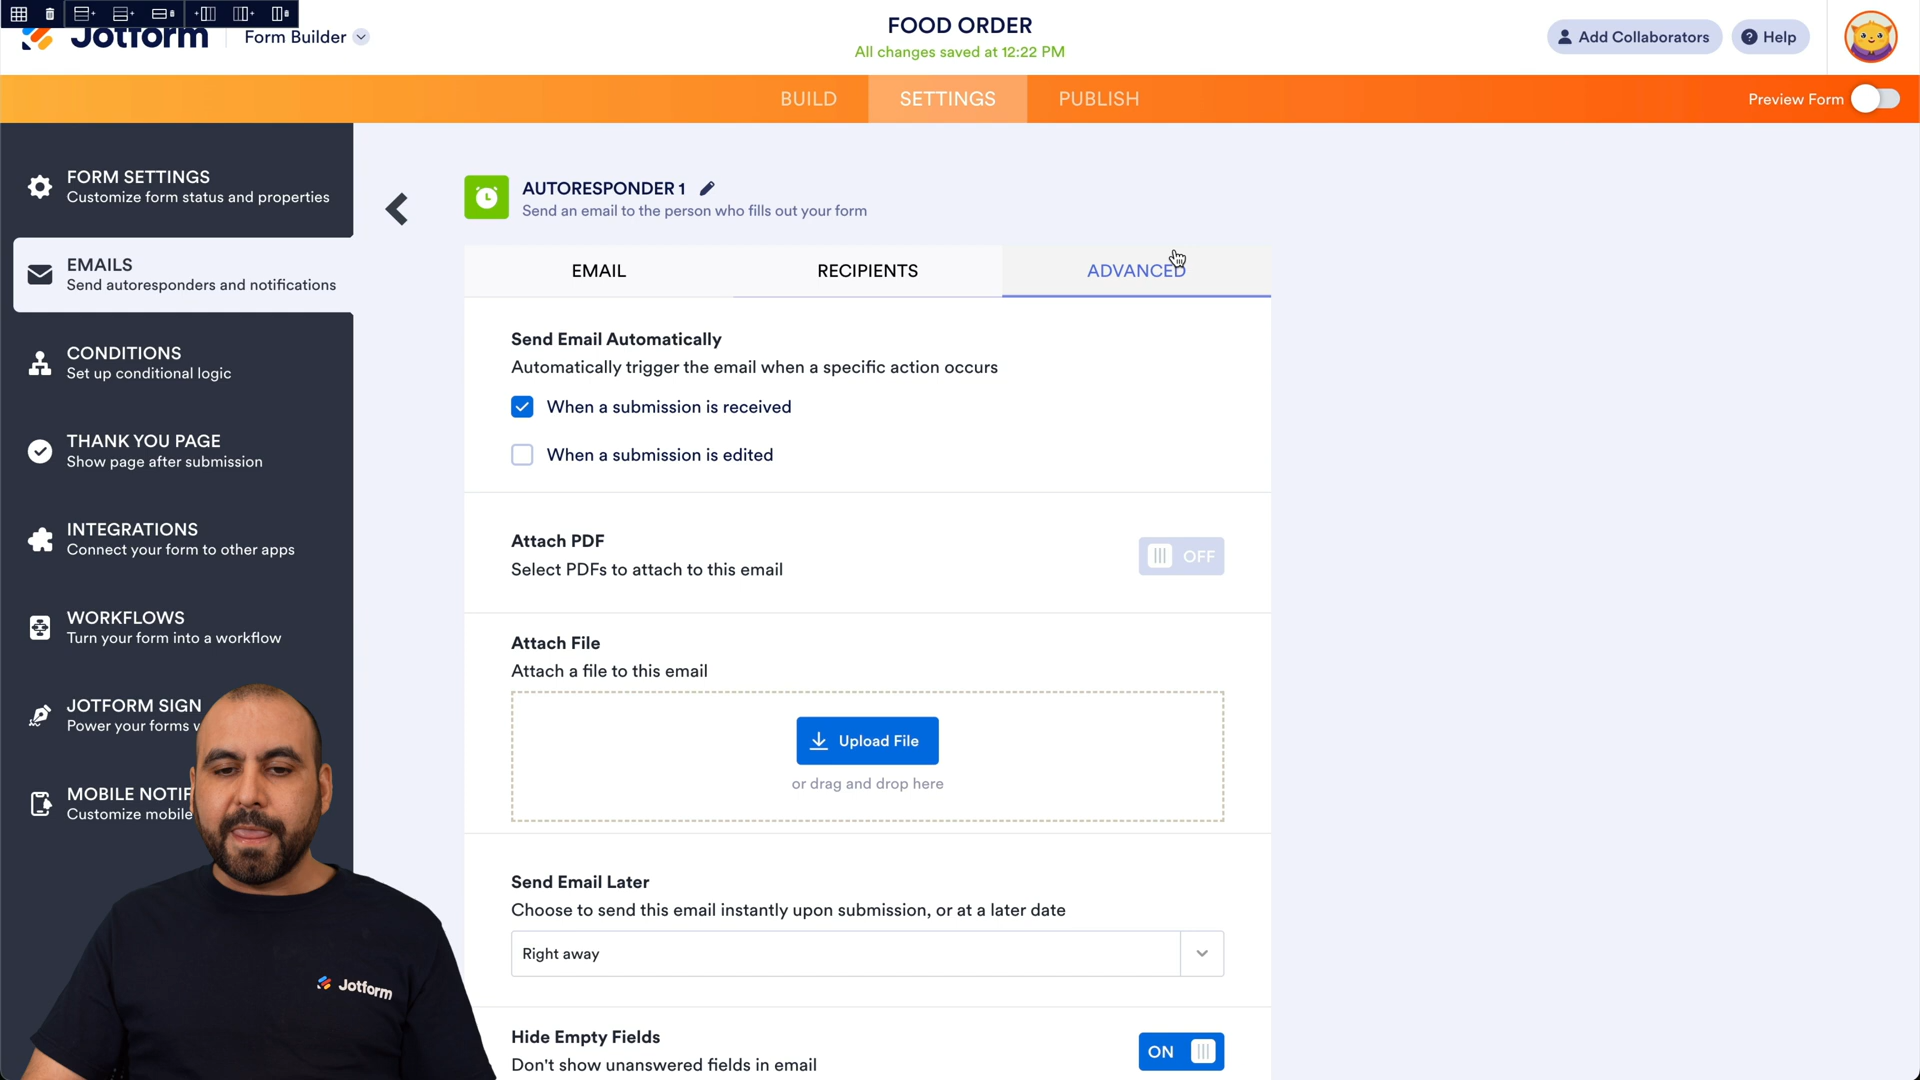 Jotform
Form Builder
FOOD ORDER
All changes saved at 12:22 PM
Add Collaborators
Help
BUILD
SETTINGS
PUBLISH
Preview Form
FORM SETTINGS
Customize form status and properties
EMAILS
Send autoresponders and notifications
CONDITIONS
Set up conditional logic
THANK YOU PAGE
Show page after submission
INTEGRATIONS
Connect your form to other apps
WORKFLOWS
Turn your form into a workflow
JOTFORM SIGN
Power your forms
MOBILE
Customize mobile
AUTORESPONDER 1
Send an email to the person who fills out your form
EMAIL
RECIPIENTS
ADVANCED
Send Email Automatically
Automatically trigger the email when a specific action occurs
When a submission is received
When a submission is edited
Attach PDF
Select PDFs to attach to this email
OFF
Attach File
Attach a file to this email
Upload File
or drag and drop here
Send Email Later
Choose to send this email instantly upon submission, or at a later date
Right away
Hide Empty Fields
Don't show unanswered fields in email
ON
Jotform